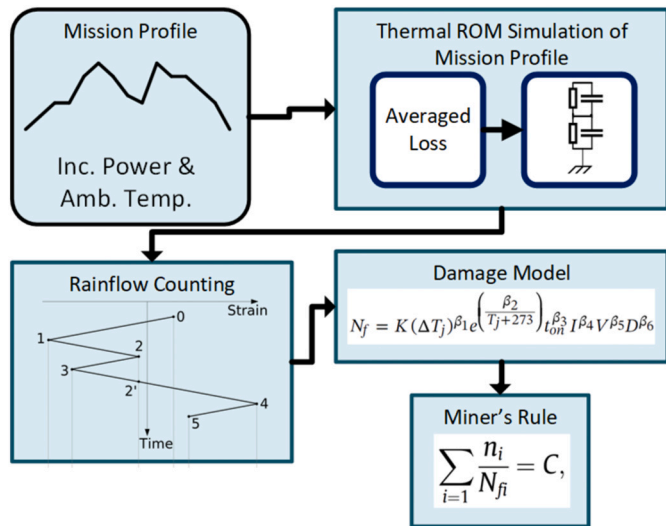 Mission Profile
Inc. Power &
Amb. Temp.
Thermal ROM Simulation of
Mission Profile
Averaged
Loss
Rainflow Counting
Strain
0
1
2
3
2'
4
5
Time
Damage Model
N_f = K(ΔT_j)^{β_1} e^{(β_2/(T_j+273))} t_{on}^{β_3} I^{β_4} V^{β_5} D^{β_6}
Miner's Rule
∑_{i=1} n_i/N_{fi} = C,